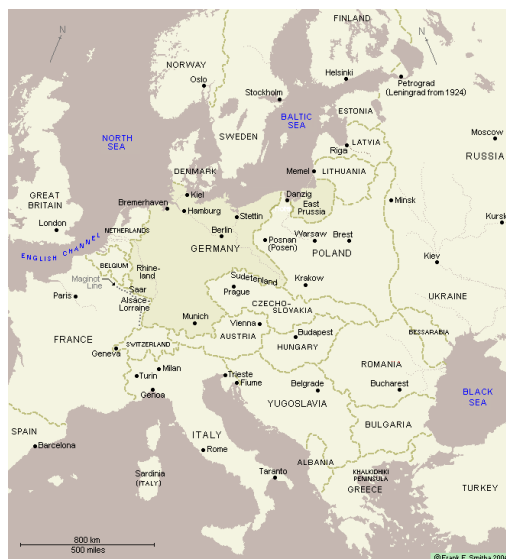 FINLAND
NORWAY
Helsinki
Petrograd
(Leningrad from 1924)
N
N
Oslo
Stockholm
ESTONIA
NORTH
SEA
BALTIC
SEA
SWEDEN
Moscow
LATVIA
Riga
RUSSIA
DENMARK
Memel
LITHUANIA
GREAT
BRITAIN
Kiel
Danzig
Minsk
Bremerhaven
East
Prussia
Hamburg
Stettin
Kursk
London
NETHERLANDS
Berlin
Posnan
(Posen)
Warsaw
Brest
ENGLISH CHANNEL
GERMANY
POLAND
BELGIUM
Rhine-
land
Kiev
Maginot
Line
Sudetenland
Krakow
Saar
Prague
UKRAINE
Paris
Alsace-
Lorraine
CZECHO-
SLOVAKIA
Munich
Vienna
BESSARABIA
AUSTRIA
Budapest
FRANCE
SWITZERLAND
HUNGARY
Geneva
ROMANIA
Milan
Trieste
Turin
Fiume
Belgrade
Bucharest
BLACK
SEA
Genoa
YUGOSLAVIA
BULGARIA
SPAIN
ITALY
Barcelona
Rome
ALBANIA
KHALKIDHIKI
PENINSULA
Sardinia
(ITALY)
Taranto
GREECE
TURKEY
800 km
500 miles
© Frank E. Smitha 2004